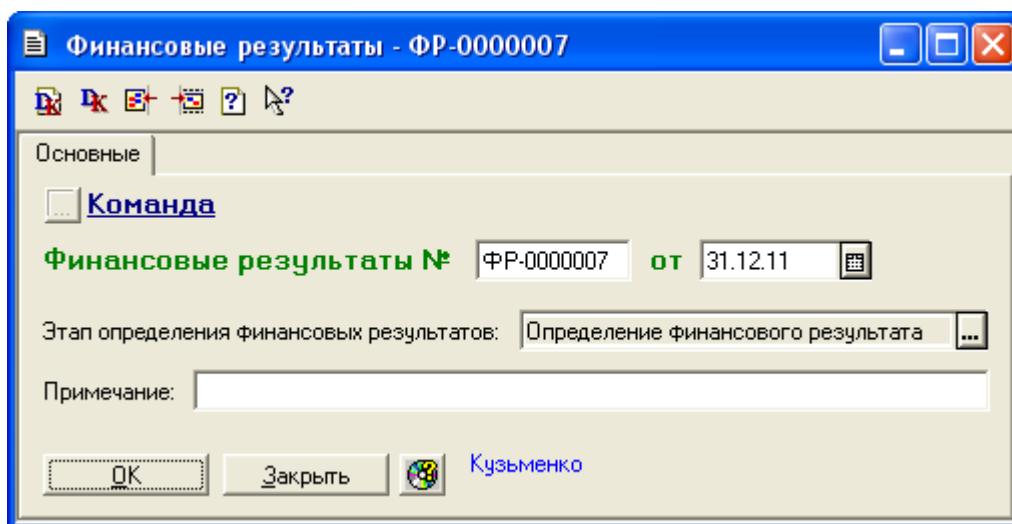 Финансовые результаты - ФР-0000007
Основные
... Команда
Финансовые результаты № ФР-0000007 от 31.12.11
Этап определения финансовых результатов: Определение финансового результата ...
Примечание:
OK Закрыть Кузьменко